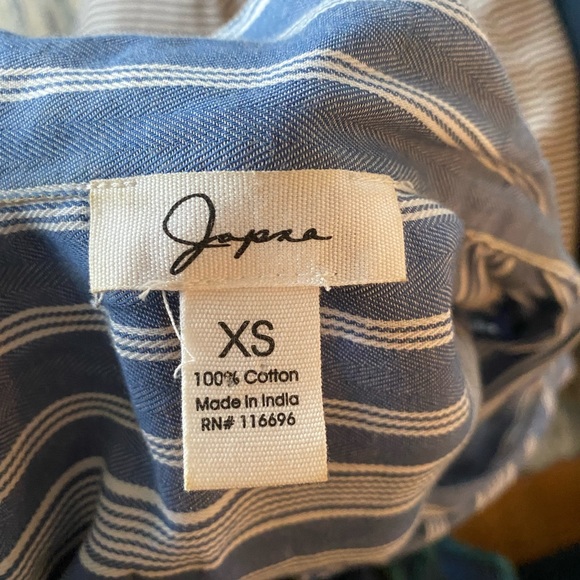 Japna
XS
100% Cotton
Made in India
RN# 116696